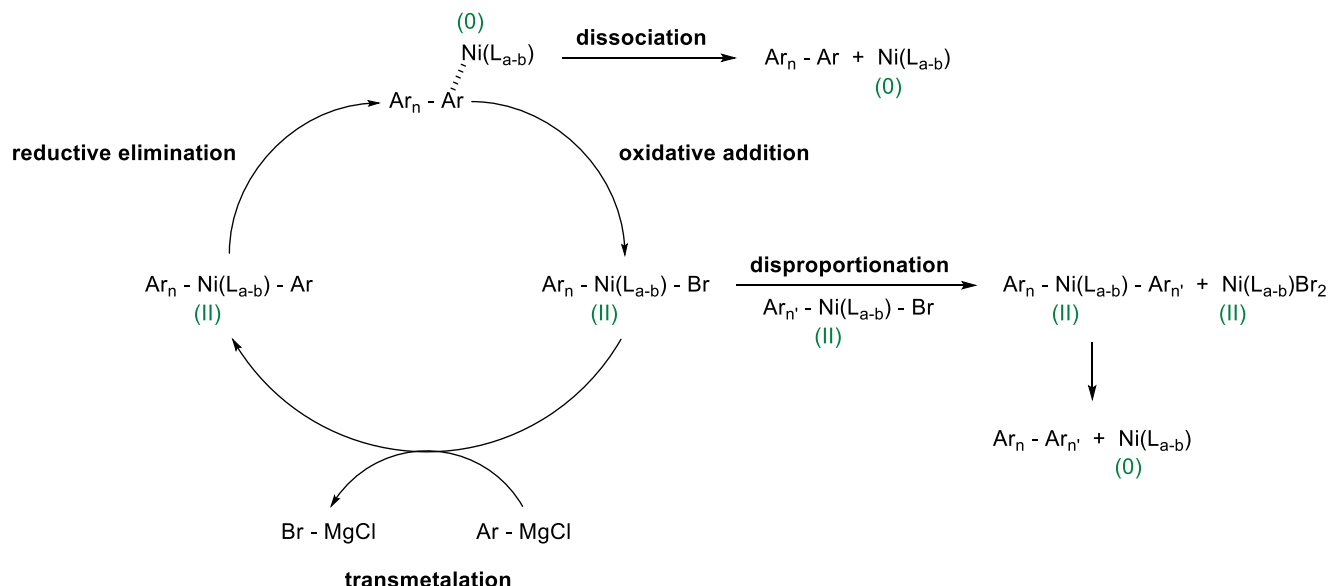 (0)
Ni(La-b)
dissociation
Arn - Ar + Ni(La-b)
(0)
Arn - Ar
reductive elimination
oxidative addition
Arn - Ni(La-b) - Ar
(II)
Arn - Ni(La-b) - Br
(II)
disproportionation
Arn' - Ni(La-b) - Br
(II)
Arn - Ni(La-b) - Arn' + Ni(La-b)Br2
(II) (II)
Arn - Arn' + Ni(La-b)
(0)
Br - MgCl
Ar - MgCl
transmetalation